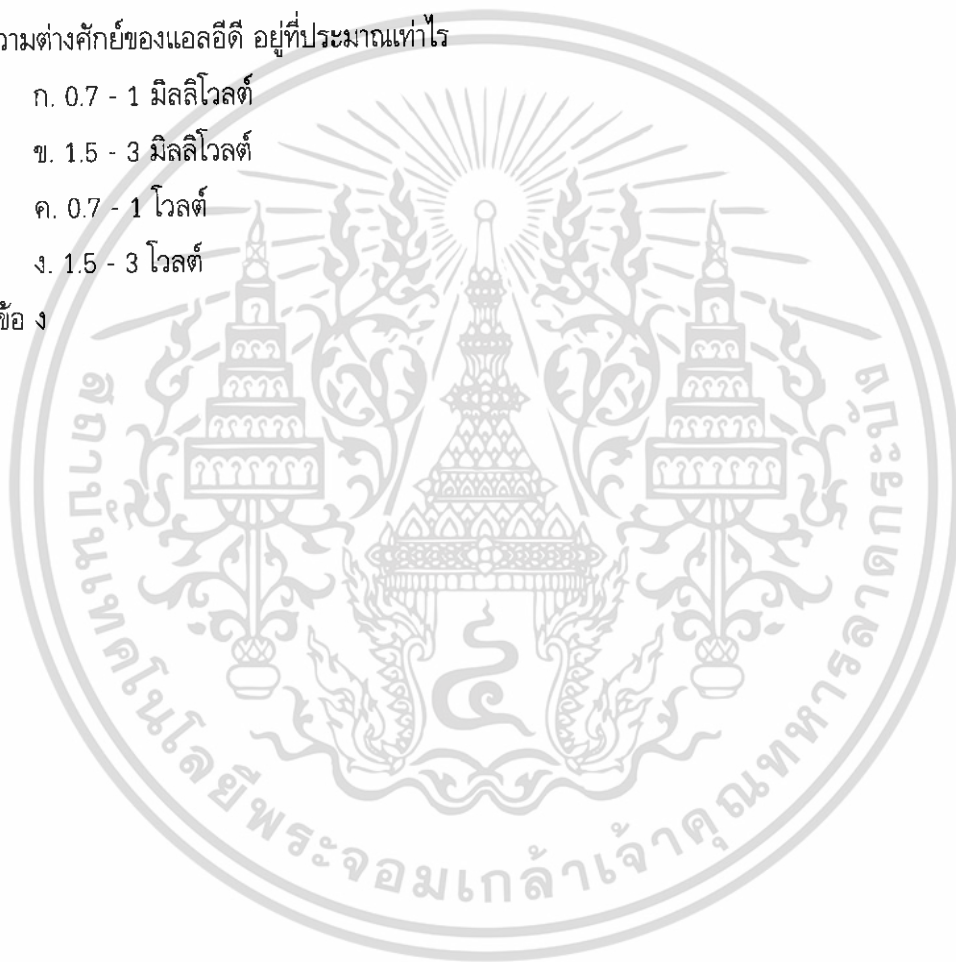 วามต่างศักย์ของแอลอีดี อยู่ที่ประมาณเท่าไร
ก. 0.7 - 1 มิลลิโวลต์
ข. 1.5 - 3 มิลลิโวลต์
ค. 0.7 - 1 โวลต์
ง. 1.5 - 3 โวลต์
ข้อ ง
สถาบันเทคโนโลยีพระจอมเกล้าเจ้าคุณทหารลาดกระบัง